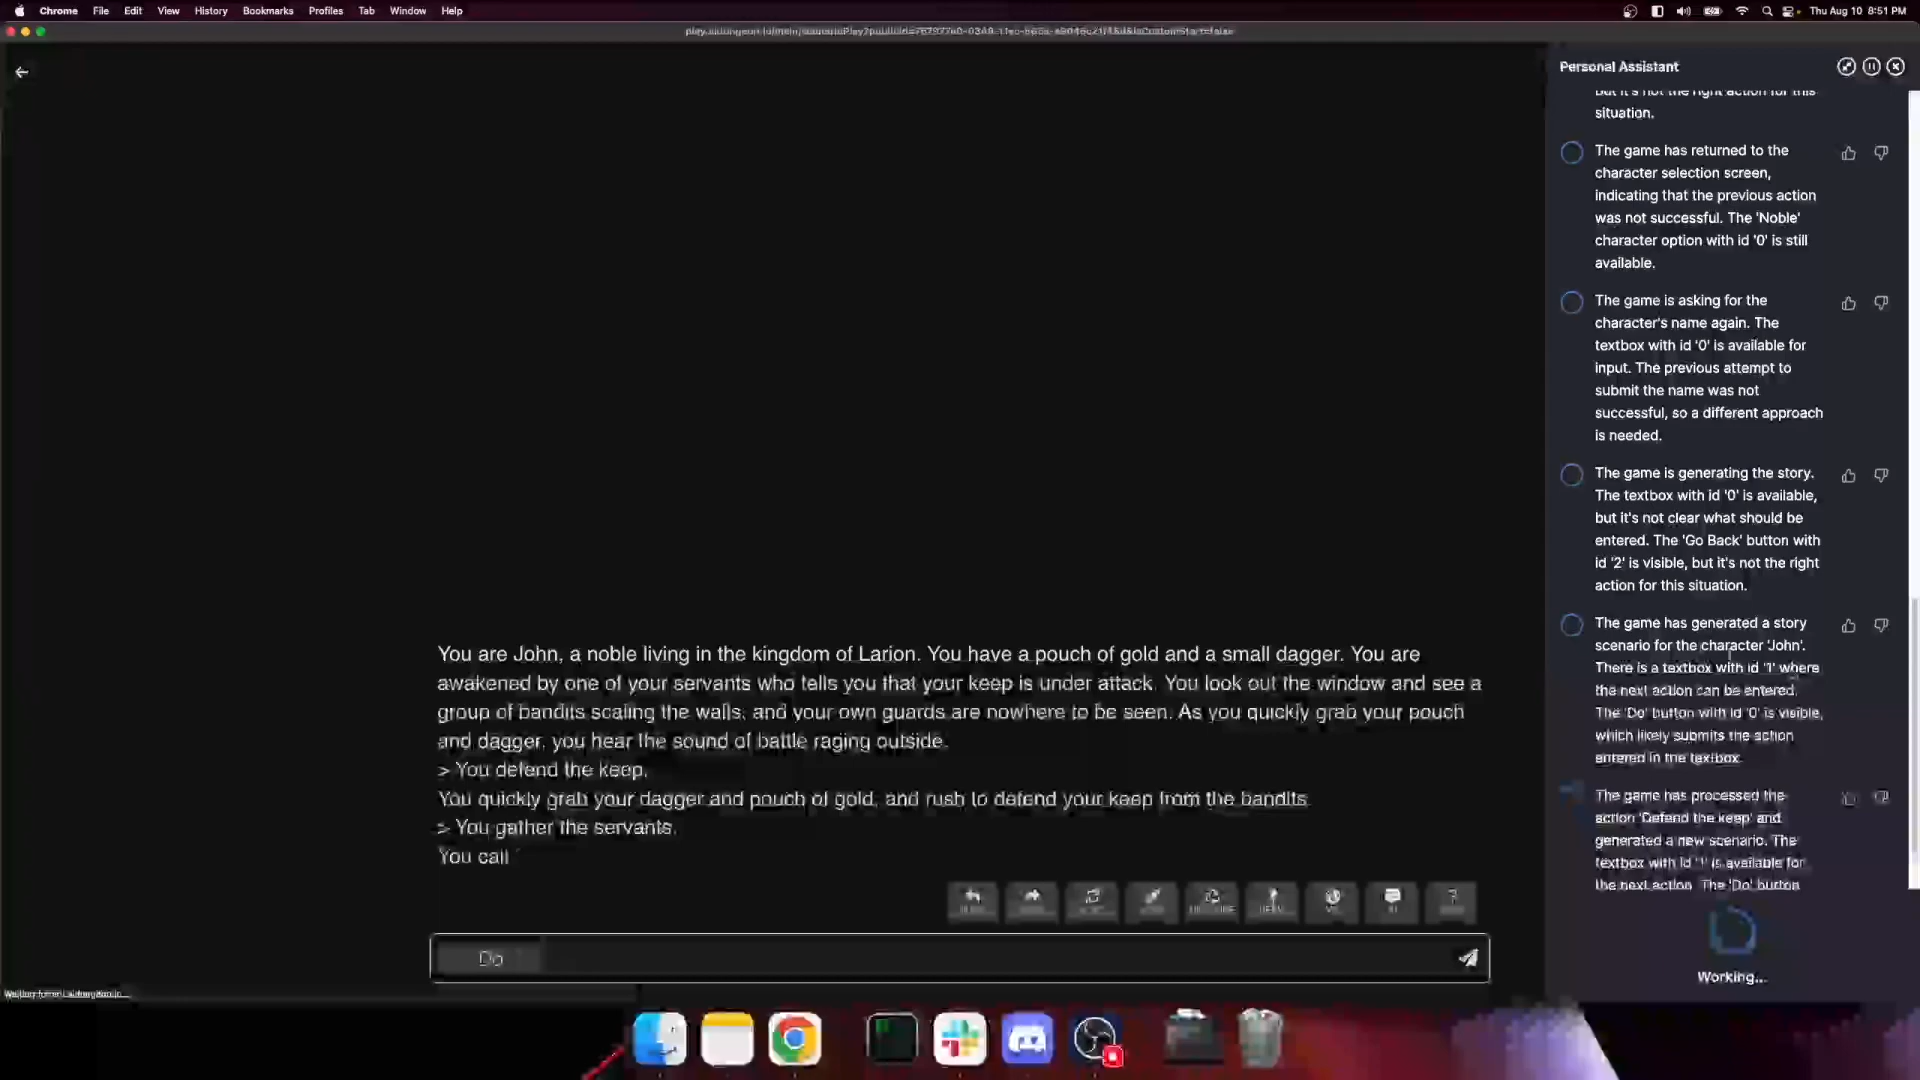 Chrome File Edit View History Bookmarks Profiles Tab Window Help
Thu Aug 10 8:51 PM
Personal Assistant
but it's not the right action for this
situation.
The game has returned to the
character selection screen,
indicating that the previous action
was not successful. The 'Noble'
character option with id '0' is still
available.
The game is asking for the
character's name again. The
textbox with id '0' is available for
input. The previous attempt to
submit the name was not
successful, so a different approach
is needed.
The game is generating the story.
The textbox with id '0' is available,
but it's not clear what should be
entered. The 'Go Back' button with
id '2' is visible, but it's not the right
action for this situation.
The game has generated a story
scenario for the character 'John'.
There is a textbox with id '1' where
the next action can be entered.
The 'Do' button with id '0' is visible,
which likely submits the action
entered in the textbox.
The game has processed the
action 'Defend the keep' and
generated a new scenario. The
textbox with id '1' is available for
the next action. The 'Do' button
Working...
You are John, a noble living in the kingdom of Larion. You have a pouch of gold and a small dagger. You are
awakened by one of your servants who tells you that your keep is under attack. You look out the window and see a
group of bandits scaling the walls, and your own guards are nowhere to be seen. As you quickly grab your pouch
and dagger, you hear the sound of battle raging outside.
> You defend the keep.
You quickly grab your dagger and pouch of gold, and rush to defend your keep from the bandits.
> You gather the servants.
You call
Do